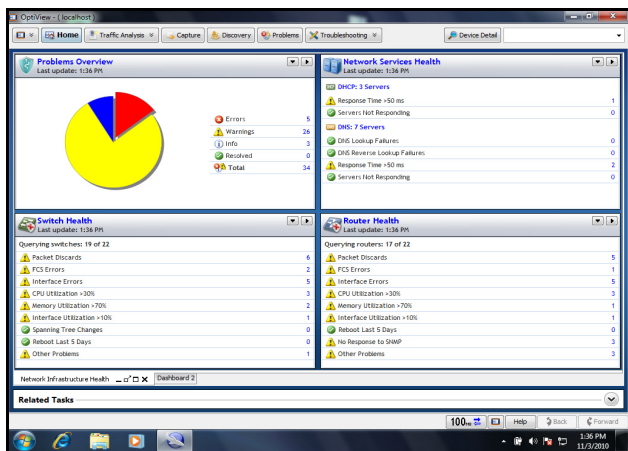 OptiView - ( localhost )
Home Traffic Analysis Capture Discovery Problems Troubleshooting Device Detail
Problems Overview
Last update: 1:36 PM
Errors 5
Warnings 26
Info 3
Resolved 0
Total 34
Network Services Health
Last update: 1:36 PM
DHCP: 3 Servers
Response Time >50 ms 1
Servers Not Responding 0
DNS: 7 Servers
DNS Lookup Failures 0
DNS Reverse Lookup Failures 0
Response Time >50 ms 2
Servers Not Responding 0
Switch Health
Last update: 1:36 PM
Querying switches: 19 of 22
Packet Discards 6
FCS Errors 2
Interface Errors 5
CPU Utilization >30% 3
Memory Utilization >70% 2
Interface Utilization >10% 1
Spanning Tree Changes 0
Reboot Last 5 Days 0
Other Problems 1
Router Health
Last update: 1:36 PM
Querying routers: 17 of 22
Packet Discards 5
FCS Errors 1
Interface Errors 5
CPU Utilization >30% 3
Memory Utilization >70% 1
Interface Utilization >10% 1
Reboot Last 5 Days 0
No Response to SNMP 3
Other Problems 3
Network Infrastructure Health Dashboard 2
Related Tasks
100 Help Back Forward
1:36 PM
11/3/2010